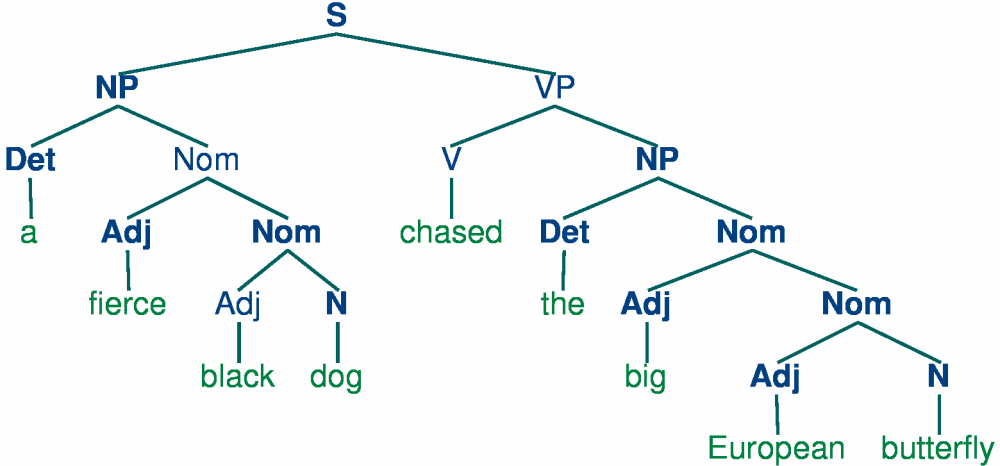 S
NP VP
Det Nom V NP
a Adj Nom chased Det Nom
fierce Adj N the Adj Nom
black dog big Adj N
European butterfly